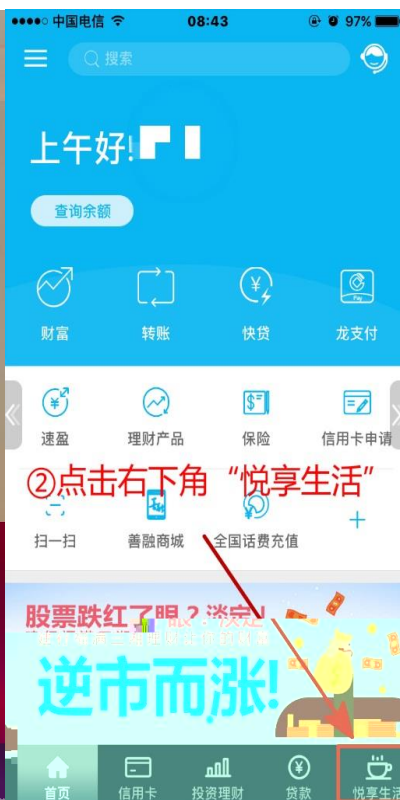 中国电信 08:43 97%
搜索
上午好!
查询余额
财富 转账 快贷 龙支付
速盈 理财产品 保险 信用卡申请
②点击右下角“悦享生活”
扫一扫 善融商城 全国话费充值
股票跌红了眼?淡定!
逆市而涨!
首页 信用卡 投资理财 贷款 悦享生活